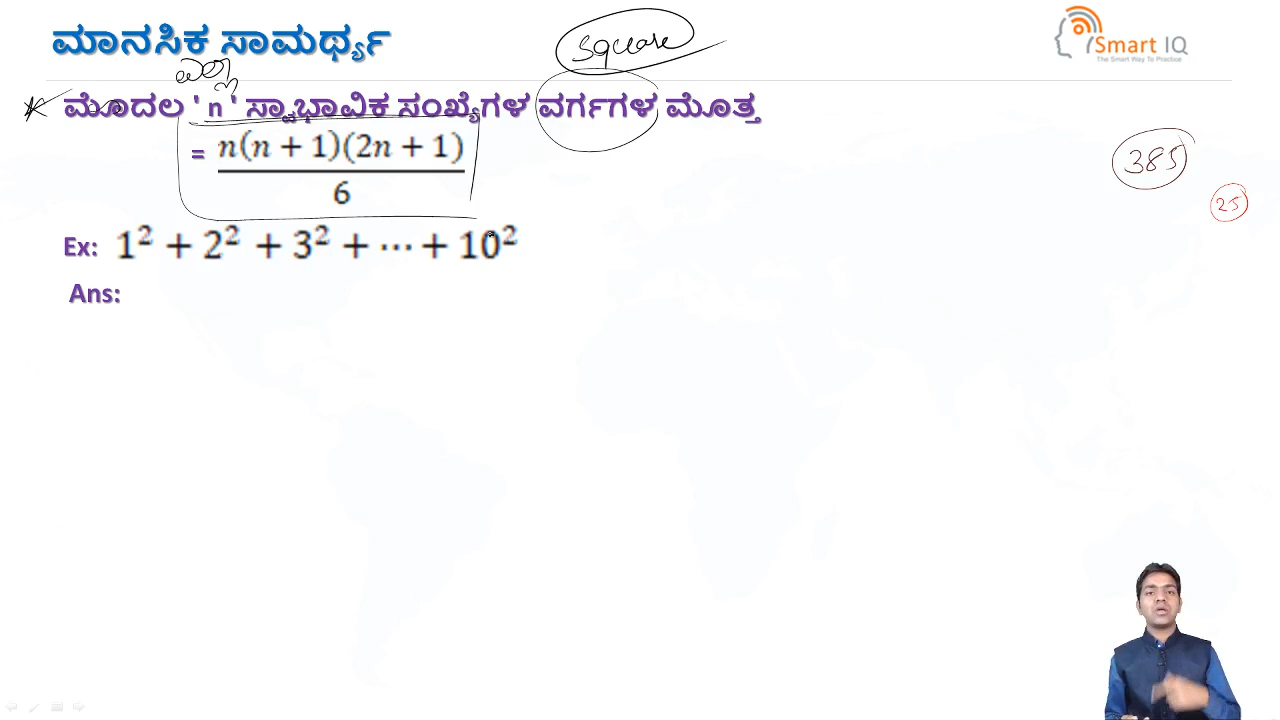 ಮಾನಸಿಕ ಸಾಮರ್ಥ್ಯ
square
Smart IQ
The Smart Way To Practice
ಮೊದಲ ' n ' ಸ್ವಾಭಾವಿಕ ಸಂಖ್ಯೆಗಳ ವರ್ಗಗಳ ಮೊತ್ತ
= n(n + 1)(2n + 1) / 6
385
25
Ex: 1² + 2² + 3² + ⋯ + 10²
Ans: